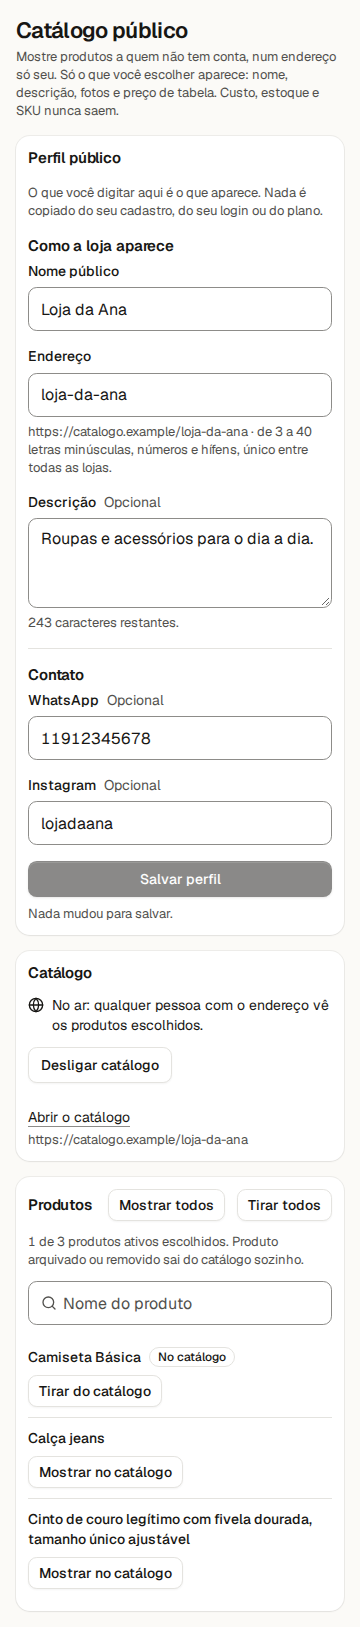 Catálogo público
Mostre produtos a quem não tem conta, num endereço
só seu. Só o que você escolher aparece: nome,
descrição, fotos e preço de tabela. Custo, estoque e
SKU nunca saem.
Perfil público
O que você digitar aqui é o que aparece. Nada é
copiado do seu cadastro, do seu login ou do plano.
Como a loja aparece
Nome público
Loja da Ana
Endereço
loja-da-ana
https://catalogo.example/loja-da-ana · de 3 a 40
letras minúsculas, números e hífens, único entre
todas as lojas.
Descrição Opcional
Roupas e acessórios para o dia a dia.
243 caracteres restantes.
Contato
WhatsApp Opcional
11912345678
Instagram Opcional
lojadaana
Salvar perfil
Nada mudou para salvar.
Catálogo
No ar: qualquer pessoa com o endereço vê
os produtos escolhidos.
Desligar catálogo
Abrir o catálogo
https://catalogo.example/loja-da-ana
Produtos Mostrar todos Tirar todos
1 de 3 produtos ativos escolhidos. Produto
arquivado ou removido sai do catálogo sozinho.
Nome do produto
Camiseta Básica No catálogo
Tirar do catálogo
Calça jeans
Mostrar no catálogo
Cinto de couro legítimo com fivela dourada,
tamanho único ajustável
Mostrar no catálogo